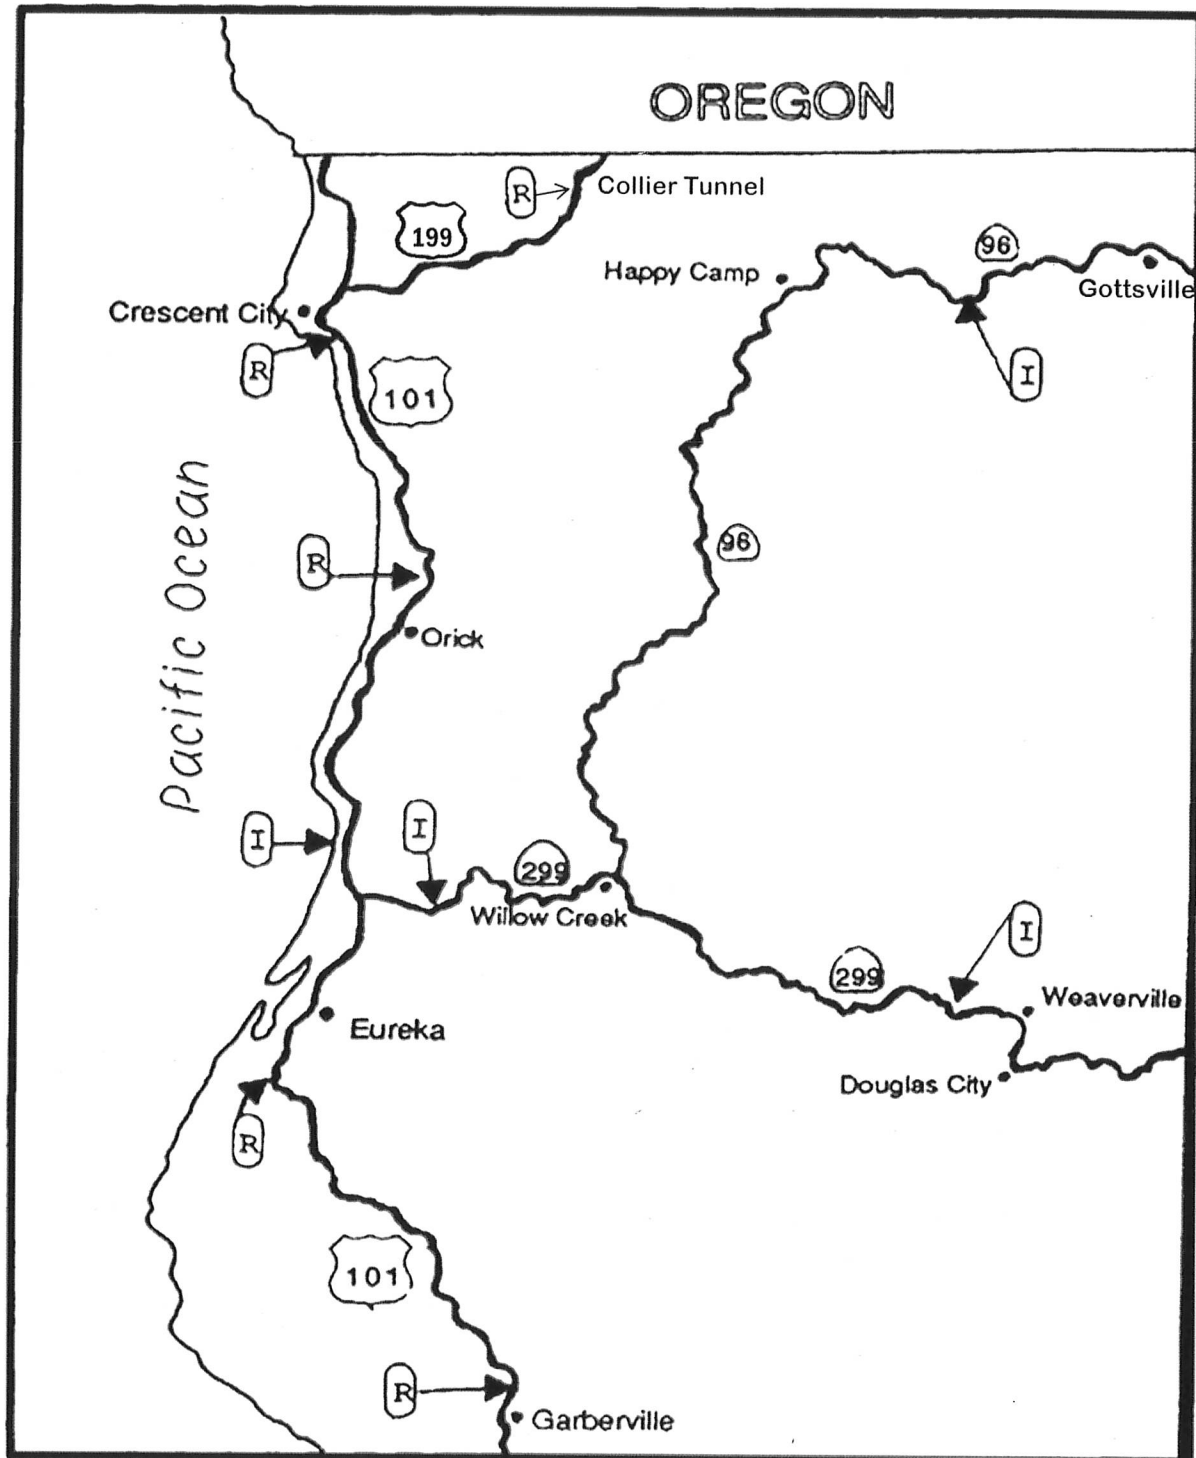 OREGON
R
Collier Tunnel
199
96
Happy Camp
Gottsville
Crescent City
R
I
101
Pacific Ocean
R
96
Orick
I
I
299
Willow Creek
I
299
Weaverville
Eureka
Douglas City
R
101
R
Garberville